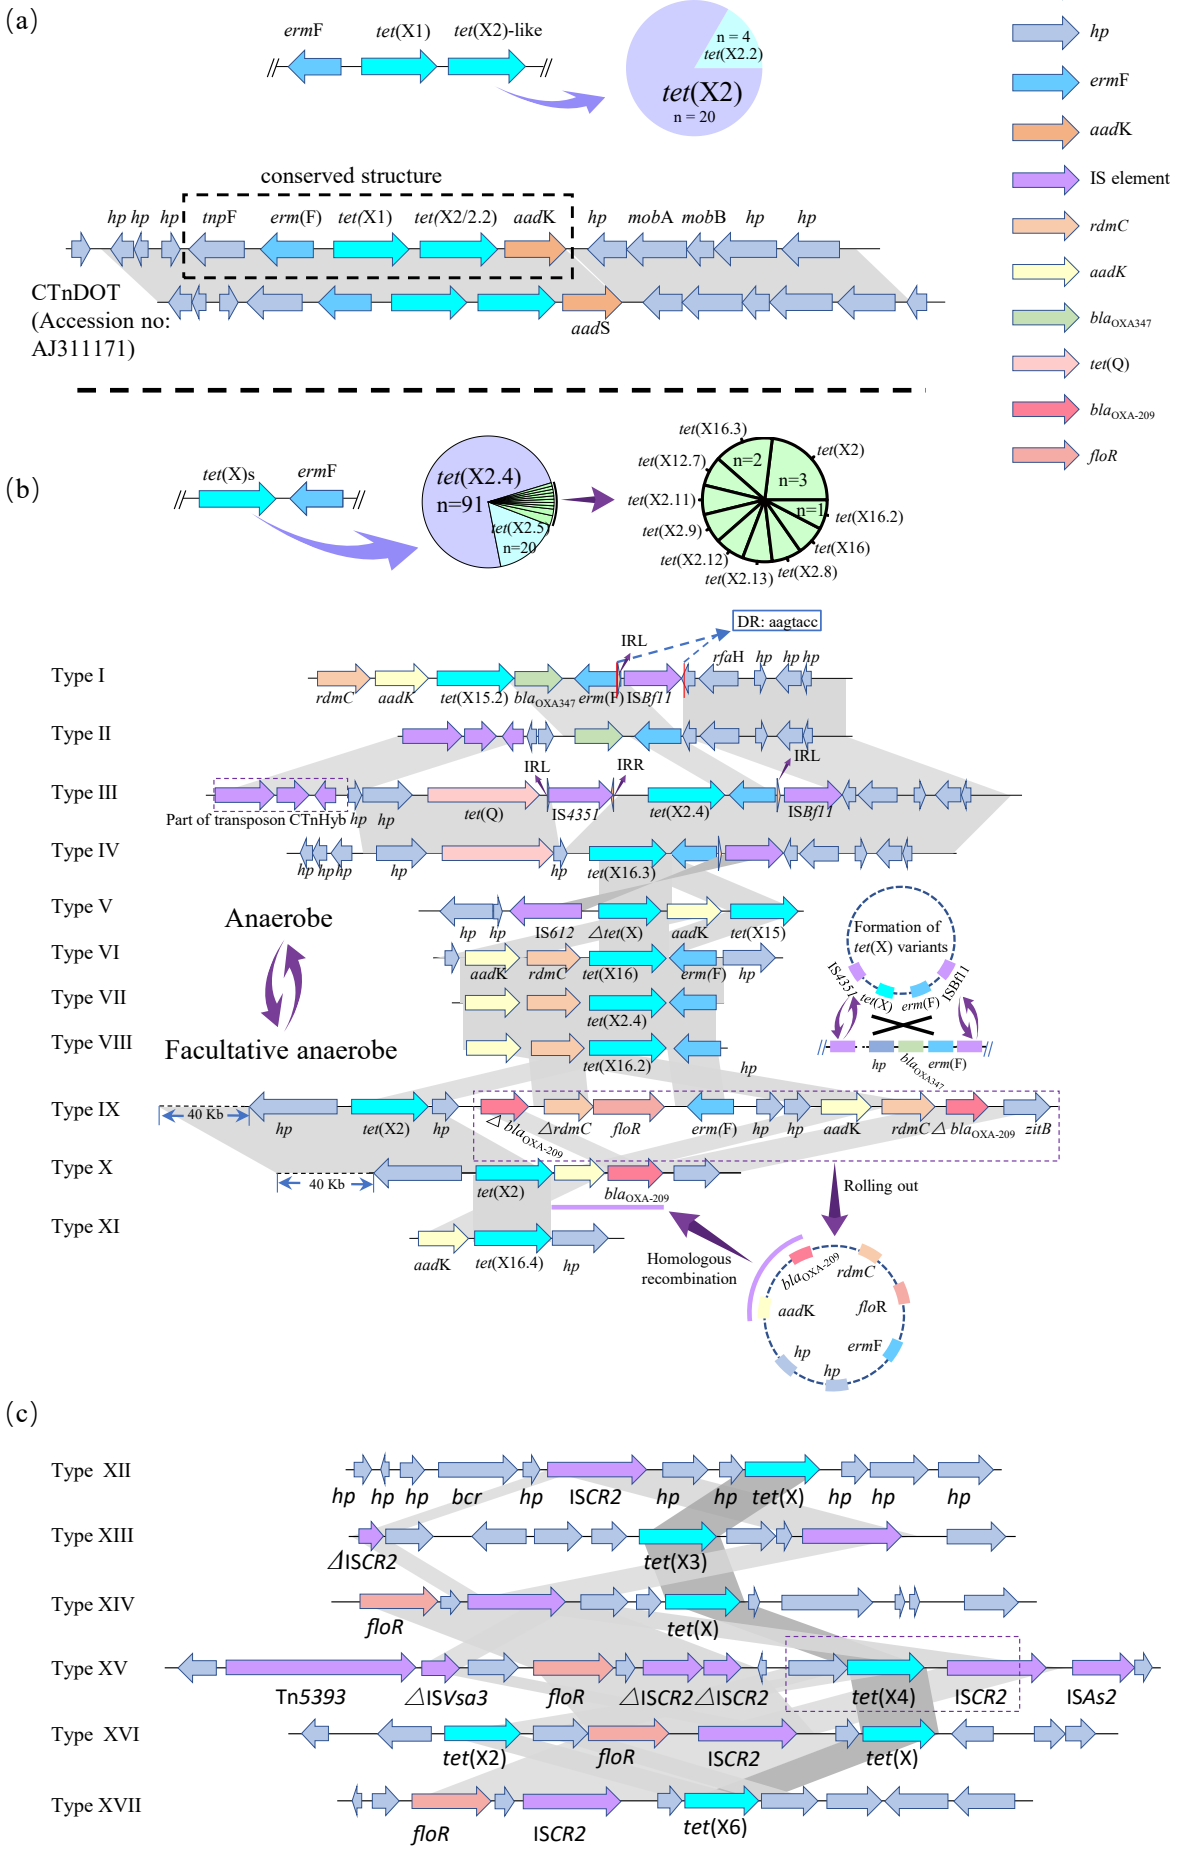 (a)
ermF tet(X1) tet(X2)-like
n = 4
tet(X2.2)
tet(X2)
n = 20
hp
ermF
aadK
IS element
rdmC
aadK
blaOXA347
tet(Q)
blaOXA-209
floR
conserved structure
hp hp hp tnpF erm(F) tet(X1) tet(X2/2.2) aadK hp mobA mobB hp hp
CTnDOT
(Accession no:
AJ311171)
aadS
(b)
tet(X)s ermF
tet(X2.4)
n=91
tet(X2.5)
n=20
tet(X16.3)
tet(X2)
tet(X12.7)
n=2
n=3
tet(X2.11)
n=1
tet(X16.2)
tet(X2.9)
tet(X16)
tet(X2.12)
tet(X2.8)
tet(X2.13)
DR: aagtacc
IRL
Type I
rfaH hp hp hp
rdmC aadK tet(X15.2) blaOXA347 erm(F) ISBf11
Type II
IRL IRR IRL
Type III
Part of transposon CTnHyb hp hp tet(Q) IS4351 tet(X2.4) ISBf11
Type IV
hp hp hp hp hp tet(X16.3)
Type V
hp hp IS612 △tet(X) aadK tet(X15)
Anaerobe
Type VI
aadK rdmC tet(X16) erm(F) hp
Type VII
tet(X2.4)
Type VIII
tet(X16.2)
hp
Facultative anaerobe
Formation of
tet(X) variants
IS4351 tet(X) erm(F) ISBf11
hp blaOXA347 erm(F)
Type IX
40 Kb hp tet(X2) hp △ blaOXA-209 △rdmC floR erm(F) hp hp aadK rdmC △ blaOXA-209 zitB
Type X
40 Kb tet(X2) blaOXA-209
Rolling out
Type XI
aadK tet(X16.4) hp
Homologous
recombination
blaOXA-209 rdmC
aadK floR
hp ermF
hp
(c)
Type XII
hp hp hp bcr hp ISCR2 hp hp tet(X) hp hp hp
Type XIII
△ISCR2 tet(X3)
Type XIV
floR tet(X)
Type XV
Tn5393 △ISVsa3 floR △ISCR2 △ISCR2 tet(X4) ISCR2 ISAs2
Type XVI
tet(X2) floR ISCR2 tet(X)
Type XVII
floR ISCR2 tet(X6)